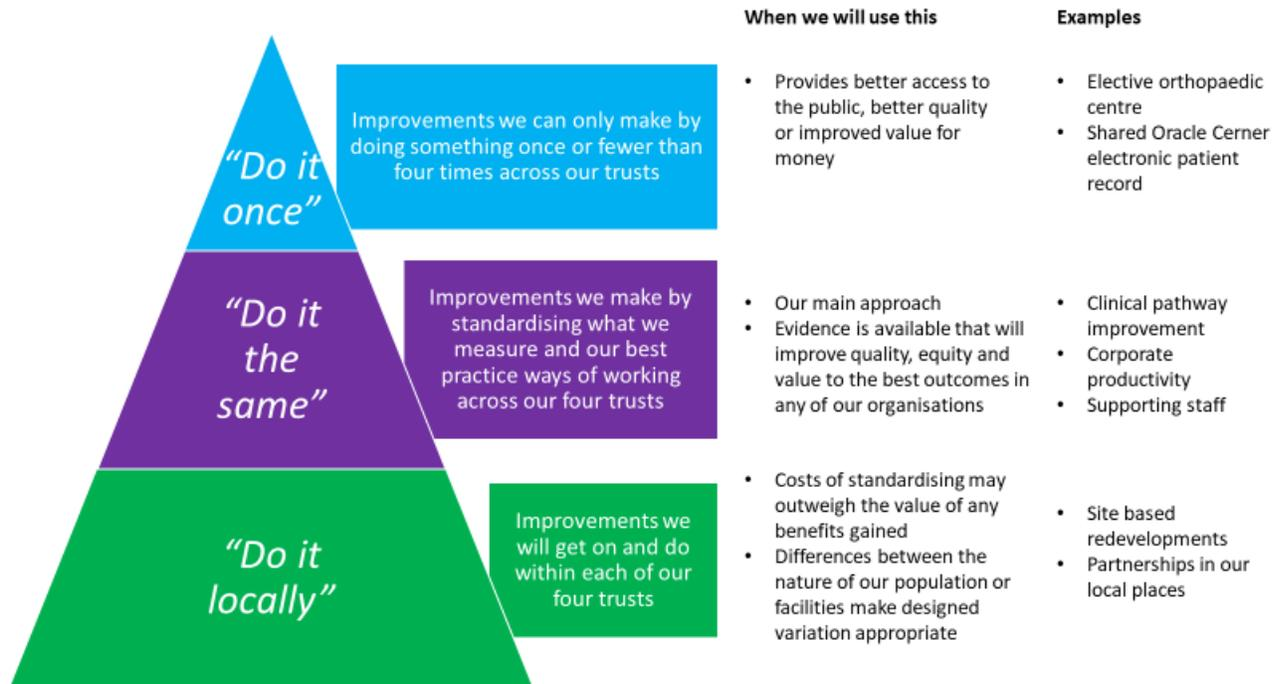 When we will use this
Examples
“Do it
once”
Improvements we can only make by
doing something once or fewer than
four times across our trusts
• Provides better access to
the public, better quality
or improved value for
money
• Elective orthopaedic
centre
• Shared Oracle Cerner
electronic patient
record
“Do it
the
same”
Improvements we make by
standardising what we
measure and our best
practice ways of working
across our four trusts
• Our main approach
• Evidence is available that will
improve quality, equity and
value to the best outcomes in
any of our organisations
• Clinical pathway
improvement
• Corporate
productivity
• Supporting staff
“Do it
locally”
Improvements we
will get on and do
within each of our
four trusts
• Costs of standardising may
outweigh the value of any
benefits gained
• Differences between the
nature of our population or
facilities make designed
variation appropriate
• Site based
redevelopments
• Partnerships in our
local places